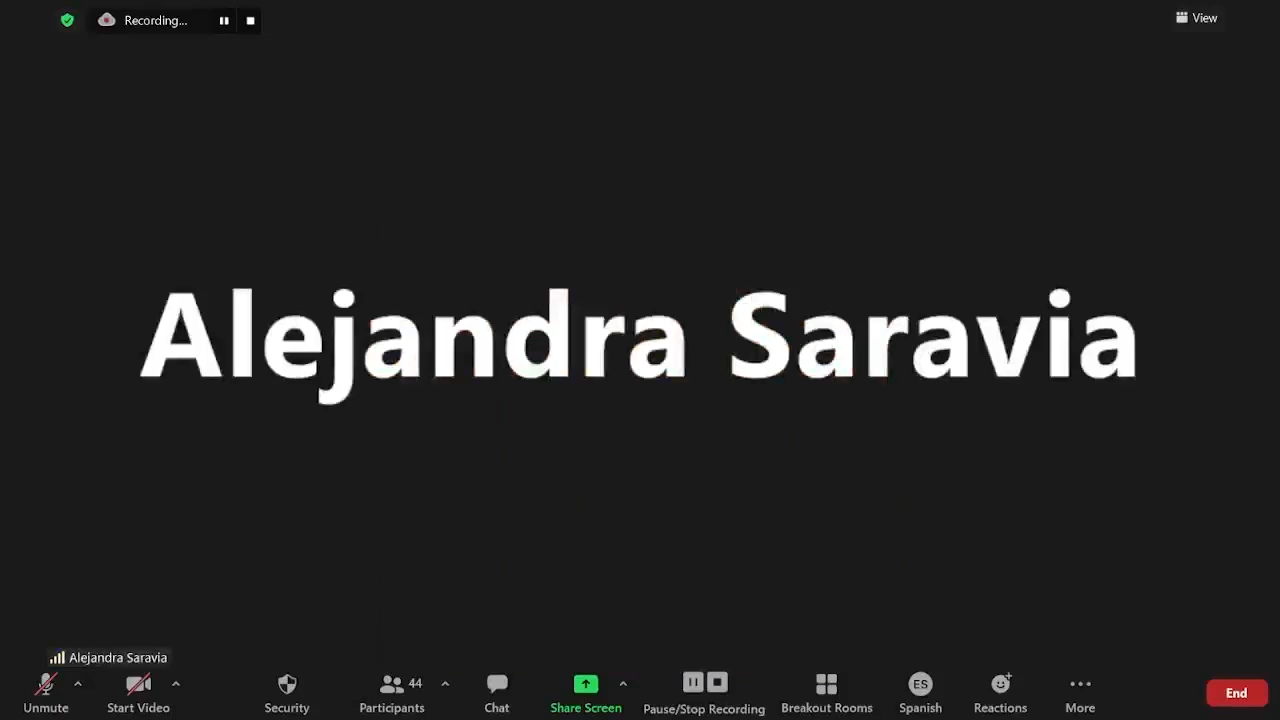 Recording...
View
Alejandra Saravia
Alejandra Saravia
44
ES
Unmute
Start Video
Security
Participants
Chat
Share Screen
Pause/Stop Recording
Breakout Rooms
Spanish
Reactions
More
End